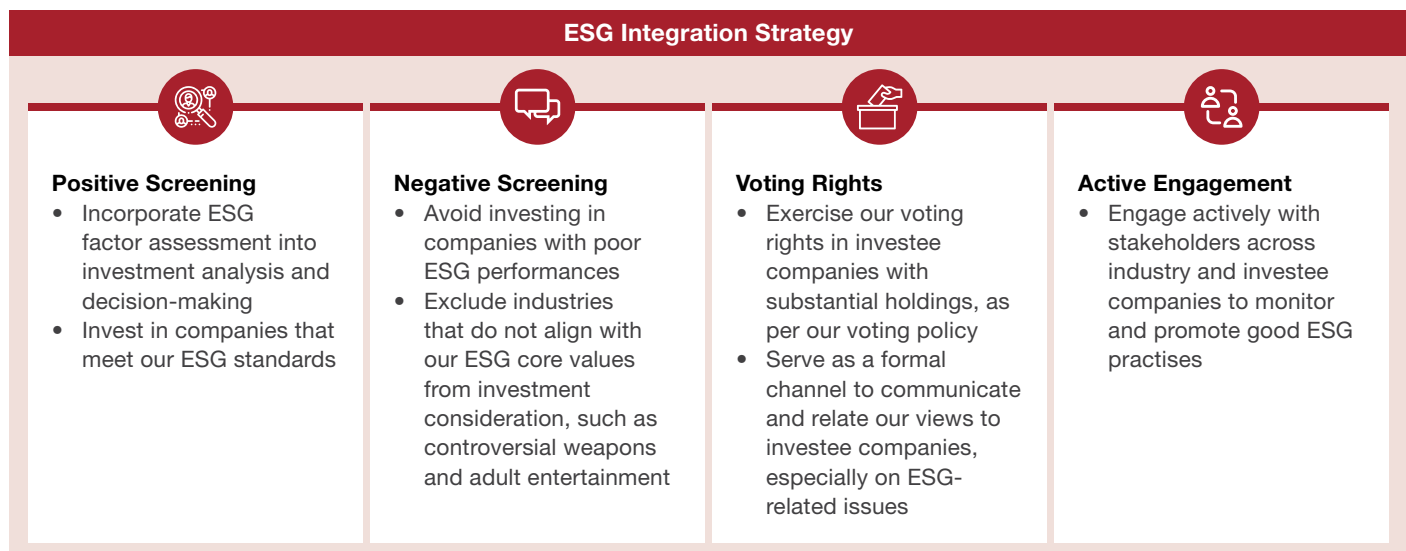 ESG Integration Strategy
Positive Screening
• Incorporate ESG
factor assessment into
investment analysis and
decision-making
• Invest in companies that
meet our ESG standards
Negative Screening
• Avoid investing in
companies with poor
ESG performances
• Exclude industries
that do not align with
our ESG core values
from investment
consideration, such as
controversial weapons
and adult entertainment
Voting Rights
• Exercise our voting
rights in investee
companies with
substantial holdings, as
per our voting policy
• Serve as a formal
channel to communicate
and relate our views to
investee companies,
especially on ESG-
related issues
Active Engagement
• Engage actively with
stakeholders across
industry and investee
companies to monitor
and promote good ESG
practises